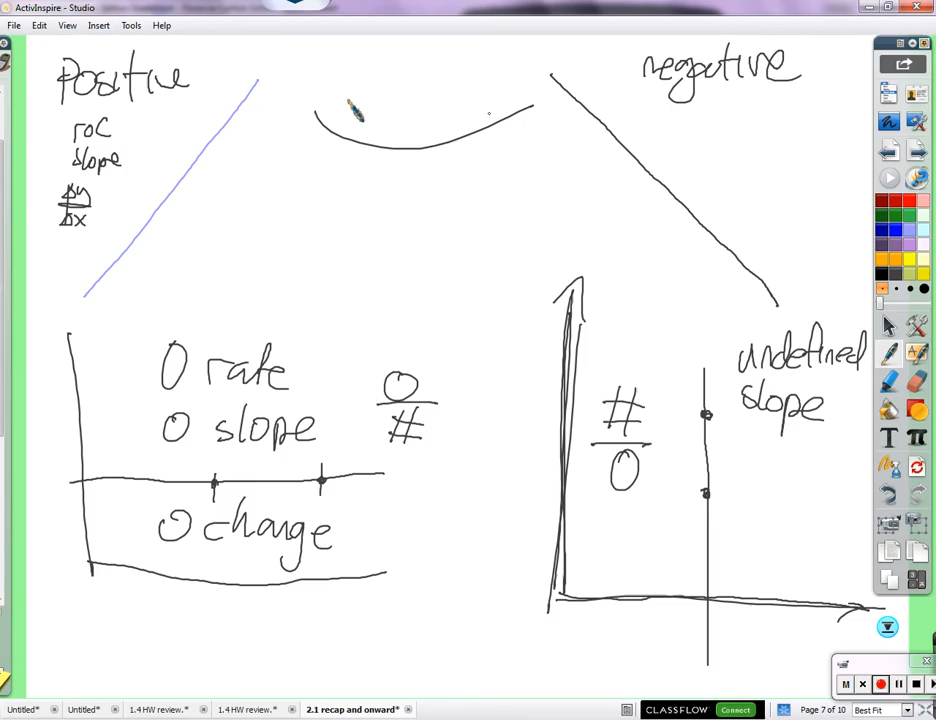 ActivInspire - Studio
File Edit View Insert Tools
Positive
roc
slope
Δy
Δx
negative
0 rate
0 slope
0
#
0 change
#
0
undefined
slope
Untitled* Untitled* 1.4 HW review.* 1.4 HW review.* 2.1 recap and onward*
CLASSFLOW Connect
Page 7 of 10 Best Fit
M